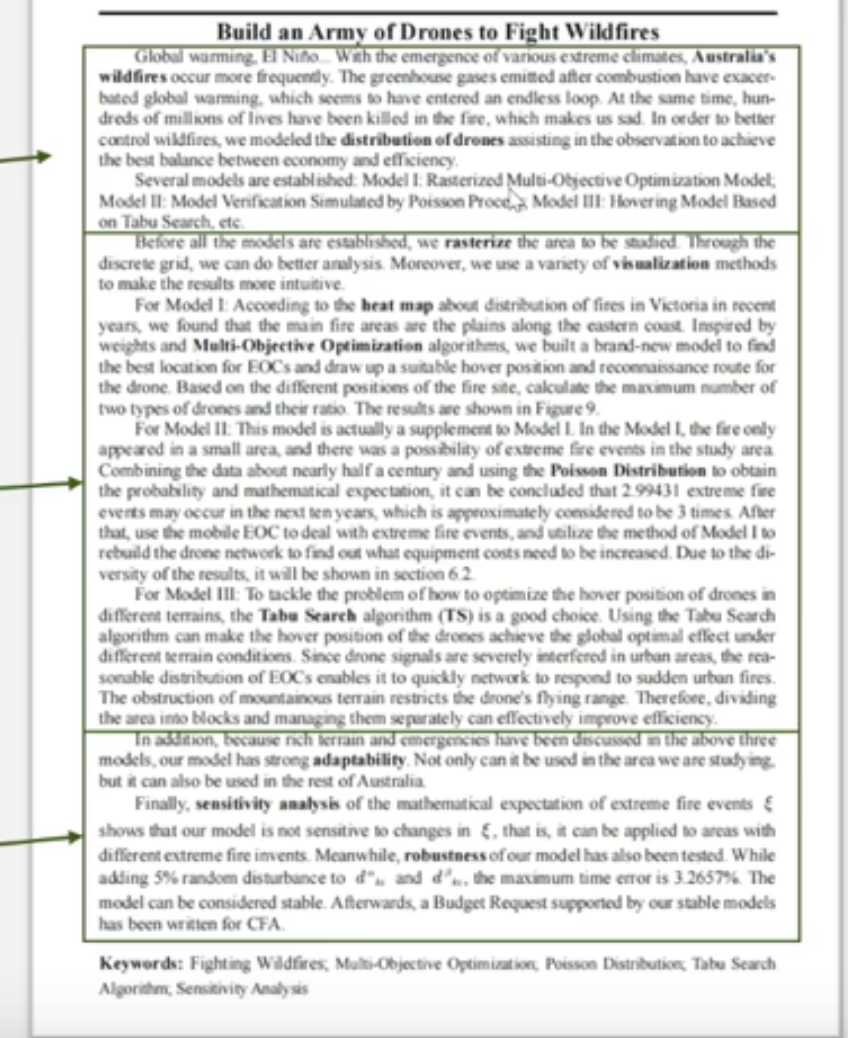 Build an Army of Drones to Fight Wildfires
Global warming, El Niño... With the emergence of various extreme climates, Australia's
wildfires occur more frequently. The greenhouse gases emitted after combustion have exacer-
bated global warming, which seems to have entered an endless loop. At the same time, hun-
dreds of millions of lives have been killed in the fire, which makes us sad. In order to better
control wildfires, we modeled the distribution of drones assisting in the observation to achieve
the best balance between economy and efficiency.
Several models are established: Model I: Rasterized Multi-Objective Optimization Model;
Model II: Model Verification Simulated by Poisson Process; Model III: Hovering Model Based
on Tabu Search, etc.
Before all the models are established, we rasterize the area to be studied. Through the
discrete grid, we can do better analysis. Moreover, we use a variety of visualization methods
to make the results more intuitive.
For Model I: According to the heat map about distribution of fires in Victoria in recent
years, we found that the main fire areas are the plains along the eastern coast. Inspired by
weights and Multi-Objective Optimization algorithms, we built a brand-new model to find
the best location for EOCs and draw up a suitable hover position and reconnaissance route for
the drone. Based on the different positions of the fire site, calculate the maximum number of
two types of drones and their ratio. The results are shown in Figure 9.
For Model II: This model is actually a supplement to Model I. In the Model I, the fire only
appeared in a small area, and there was a possibility of extreme fire events in the study area.
Combining the data about nearly half a century and using the Poisson Distribution to obtain
the probability and mathematical expectation, it can be concluded that 2.99431 extreme fire
events may occur in the next ten years, which is approximately considered to be 3 times. After
that, use the mobile EOC to deal with extreme fire events, and utilize the method of Model I to
rebuild the drone network to find out what equipment costs need to be increased. Due to the di-
versity of the results, it will be shown in section 6.2.
For Model III: To tackle the problem of how to optimize the hover position of drones in
different terrains, the Tabu Search algorithm (TS) is a good choice. Using the Tabu Search
algorithm can make the hover position of the drones achieve the global optimal effect under
different terrain conditions. Since drone signals are severely interfered in urban areas, the rea-
sonable distribution of EOCs enables it to quickly network to respond to sudden urban fires.
The obstruction of mountainous terrain restricts the drone's flying range. Therefore, dividing
the area into blocks and managing them separately can effectively improve efficiency.
In addition, because rich terrain and emergencies have been discussed in the above three
models, our model has strong adaptability. Not only can it be used in the area we are studying,
but it can also be used in the rest of Australia.
Finally, sensitivity analysis of the mathematical expectation of extreme fire events ξ
shows that our model is not sensitive to changes in ξ, that is, it can be applied to areas with
different extreme fire invents. Meanwhile, robustness of our model has also been tested. While
adding 5% random disturbance to and , the maximum time error is 3.2657%. The
model can be considered stable. Afterwards, a Budget Request supported by our stable models
has been written for CFA.
Keywords: Fighting Wildfires; Multi-Objective Optimization; Poisson Distribution; Tabu Search
Algorithm; Sensitivity Analysis